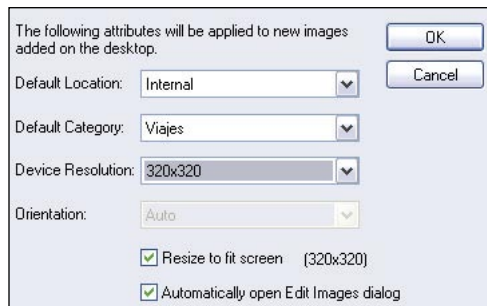 The following attributes will be applied to new images
added on the desktop.
OK
Cancel
Default Location: Internal
Default Category: Viajes
Device Resolution: 320x320
Orientation: Auto
Resize to fit screen (320x320)
Automatically open Edit Images dialog